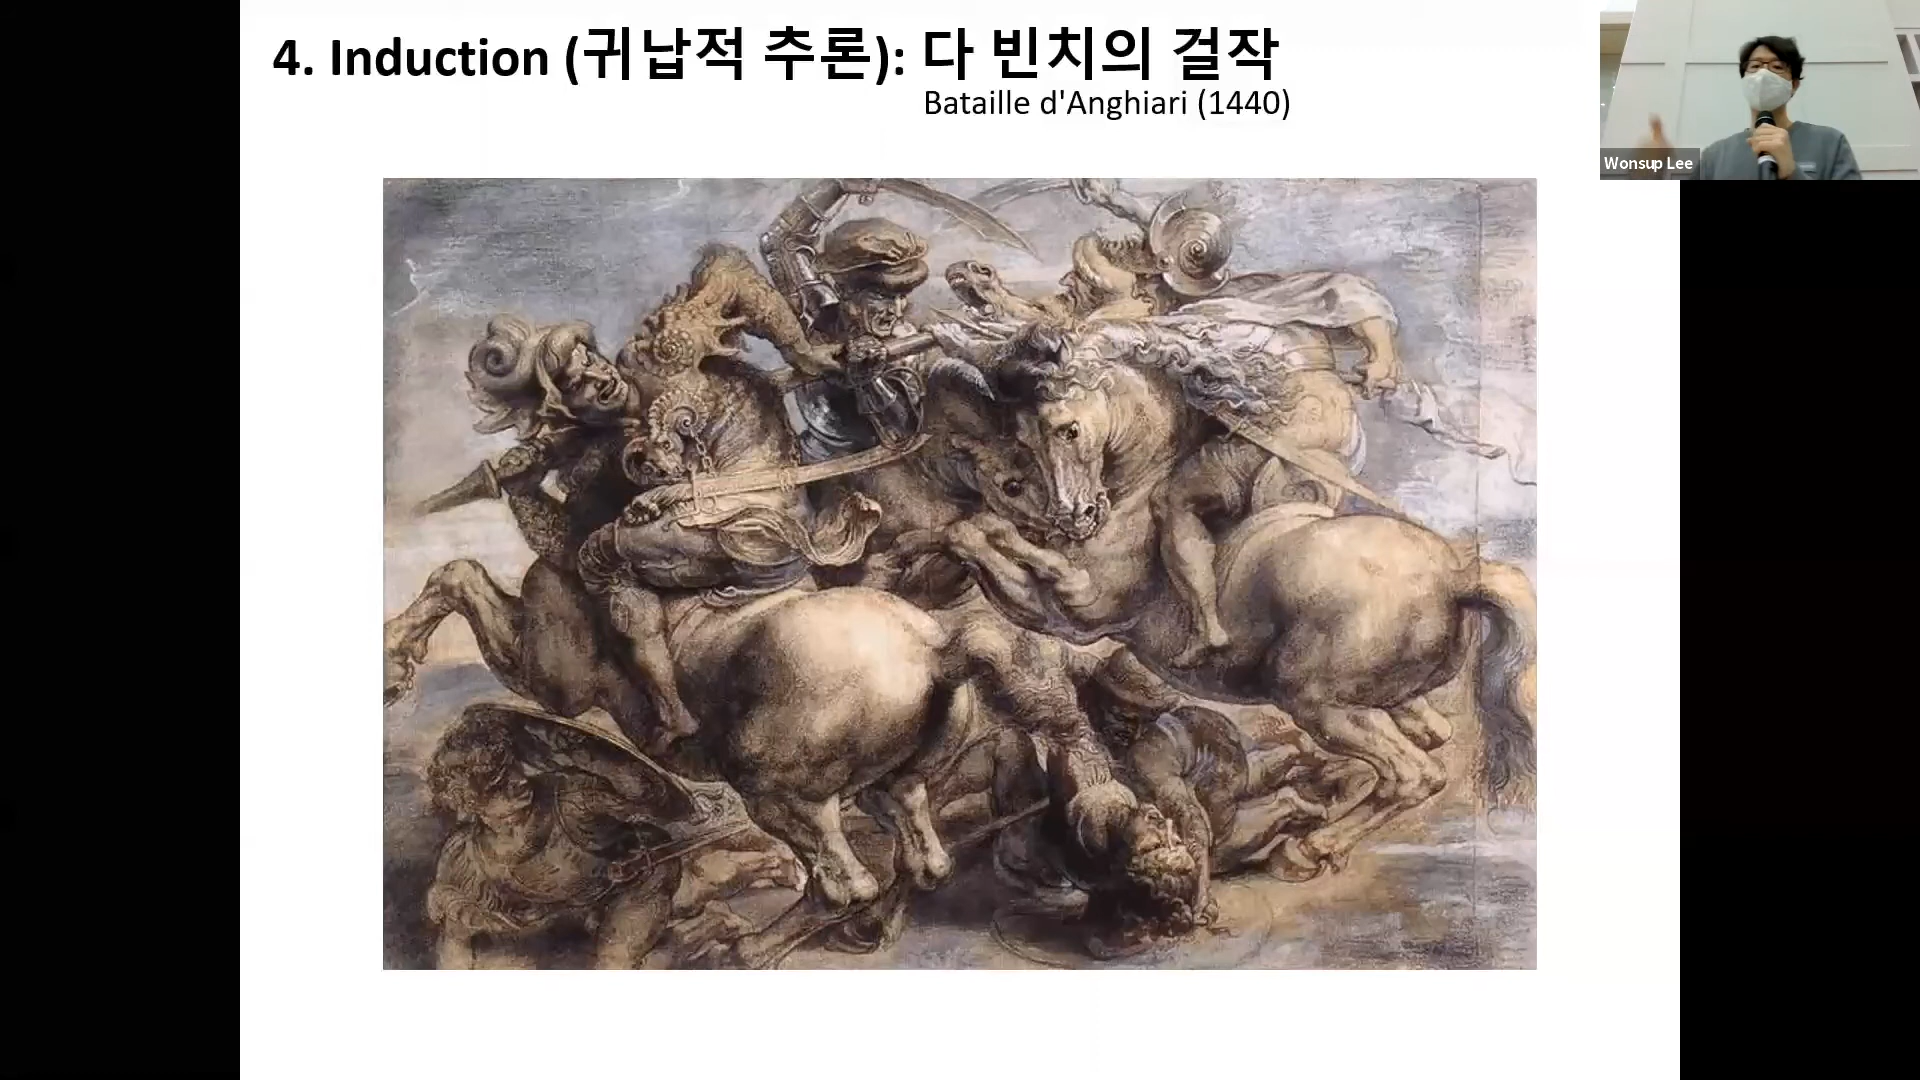 4. Induction (귀납적 추론): 다 빈치의 걸작
Bataille d'Anghiari (1440)
Wonsup Lee